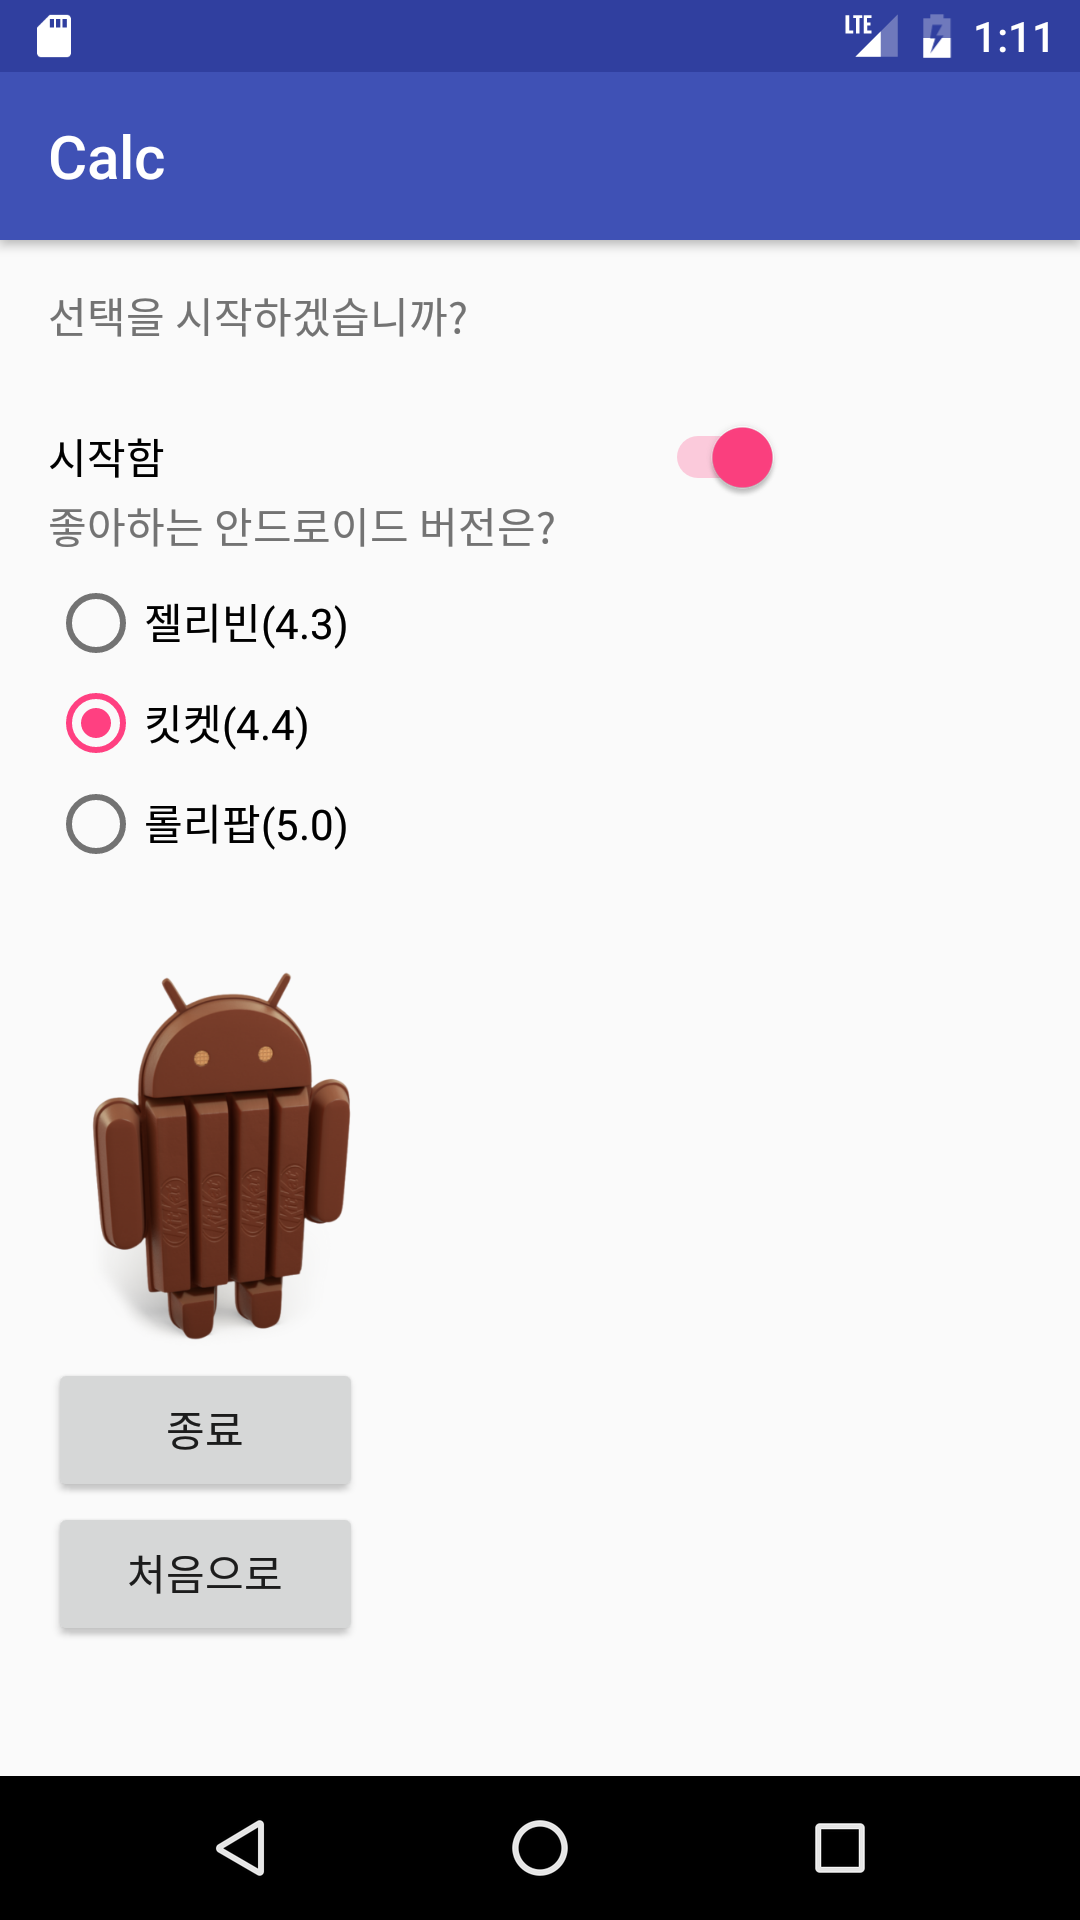 LTE 1:11
Calc
선택을 시작하겠습니까?
시작함
좋아하는 안드로이드 버전은?
젤리빈(4.3)
킷켓(4.4)
롤리팝(5.0)
종료
처음으로